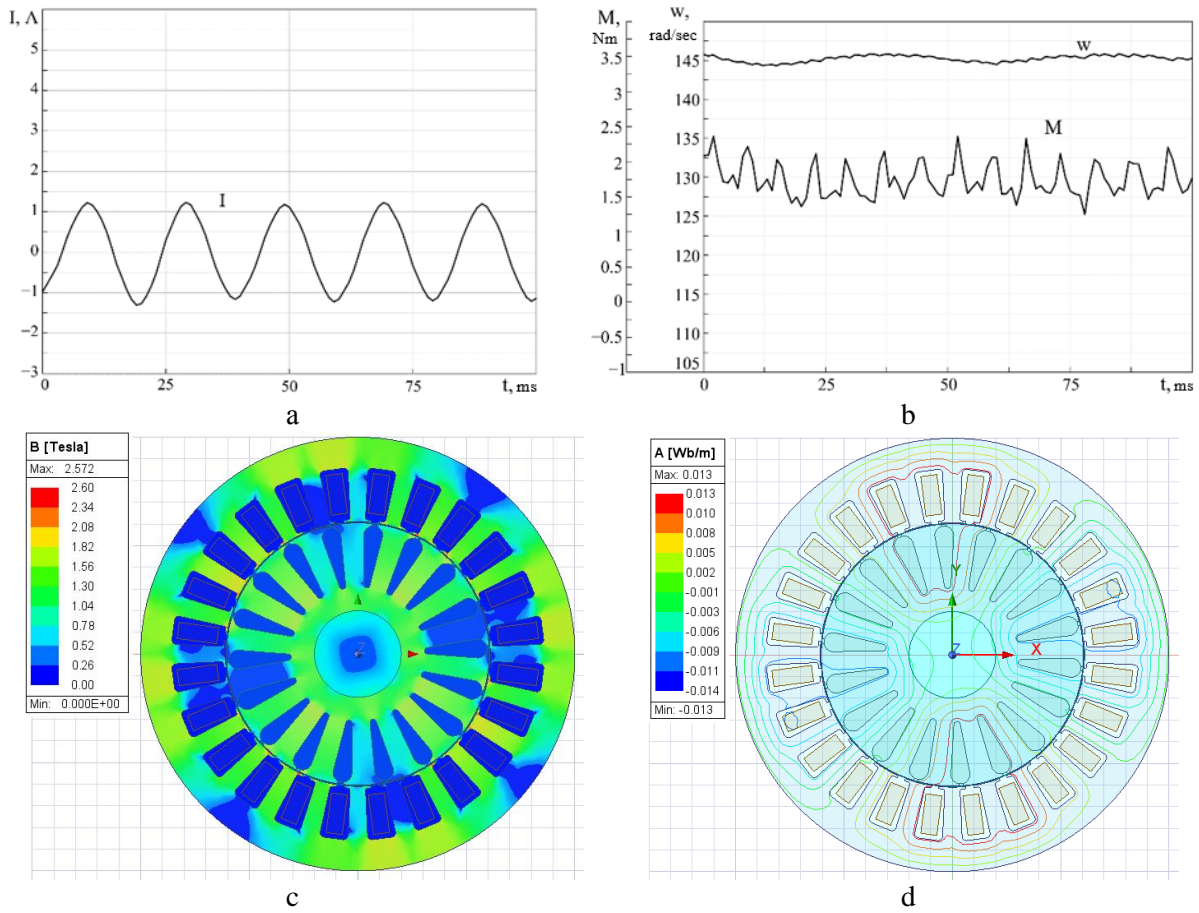 I, A
5
4
3
2
1
0
−1
−2
−3
I
0
25
50
75
t, ms
a
M,
Nm
3.5
3
2.5
2
1.5
1
0.5
0
−0.5
−1
w,
rad/sec
145
140
135
130
125
120
115
110
105
w
M
0
25
50
75
t, ms
b
B [Tesla]
Max: 2.572
2.60
2.34
2.08
1.82
1.56
1.30
1.04
0.78
0.52
0.26
0.00
Min: 0.000E+00
Z
c
A [Wb/m]
Max: 0.013
0.013
0.010
0.008
0.005
0.002
-0.001
-0.003
-0.006
-0.009
-0.011
-0.014
Min: -0.013
Y
Z
X
d